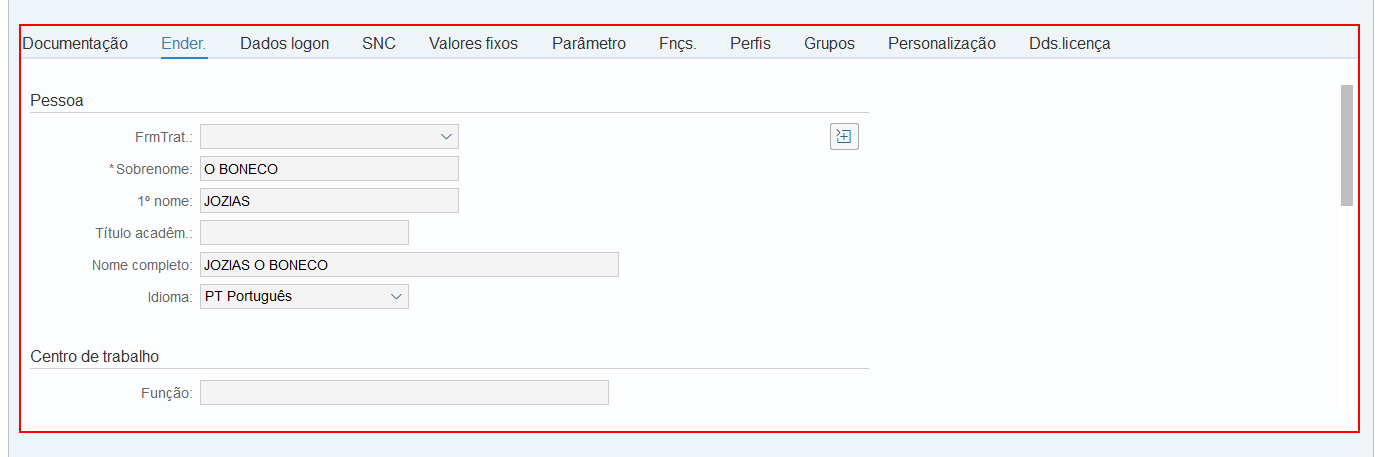 Documentação Ender. Dados logon SNC Valores fixos Parâmetro Fnçs. Perfis Grupos Personalização Dds.licença
Pessoa
FrmTrat.:
*Sobrenome: O BONECO
1º nome: JOZIAS
Título acadêm.:
Nome completo: JOZIAS O BONECO
Idioma: PT Português
Centro de trabalho
Função: